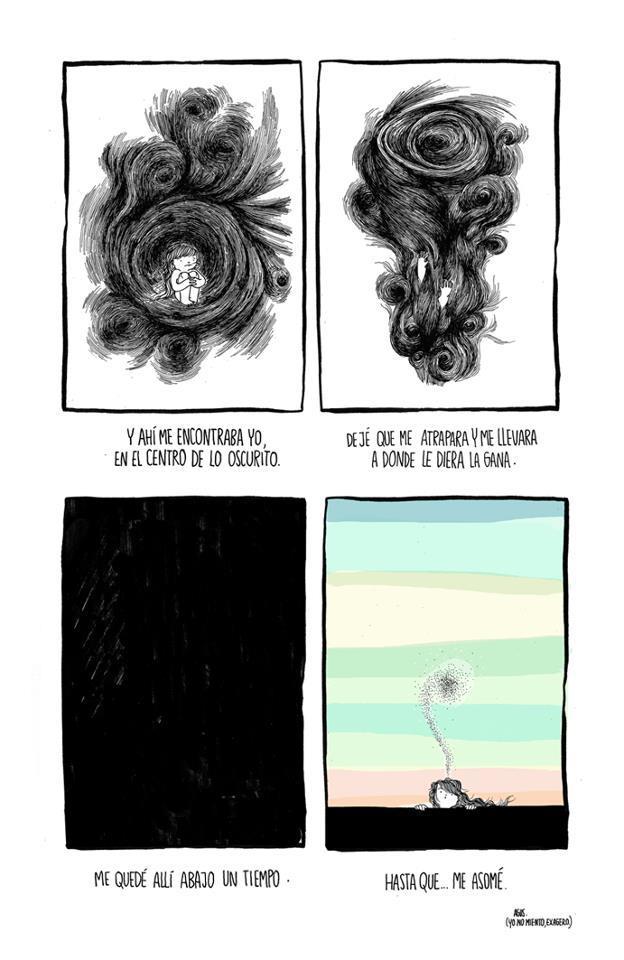 Y AHÍ ME ENCONTRABA YO,
EN EL CENTRO DE LO OSCURITO.
DEJÉ QUE ME ATRAPARA Y ME LLEVARA
A DONDE LE DIERA LA GANA.
ME QUEDÉ ALLÍ ABAJO UN TIEMPO.
HASTA QUE... ME ASOMÉ.
AGUS.
(YO NO MIENTO, EXAGERO.)